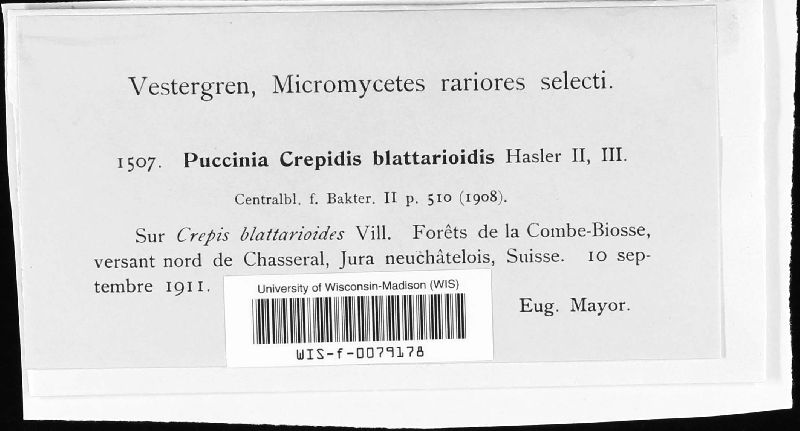 Vestergren, Micromycetes rariores selecti.
1507. Puccinia Crepidis blattarioidis Hasler II, III.
Centralbl. f. Bakter. II p. 510 (1908).
Sur Crepis blattarioides Vill. Forêts de la Combe-Biosse,
versant nord de Chasseral, Jura neuchâtelois, Suisse. 10 sep-
tembre 1911.
Eug. Mayor.
University of Wisconsin-Madison (WIS)
WIS-f-0079178